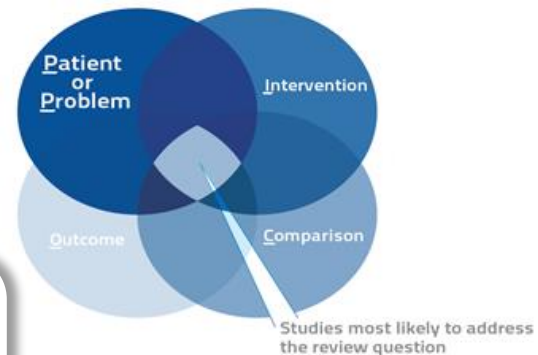 Patient
or
Problem
Intervention
Outcome
Comparison
Studies most likely to address
the review question